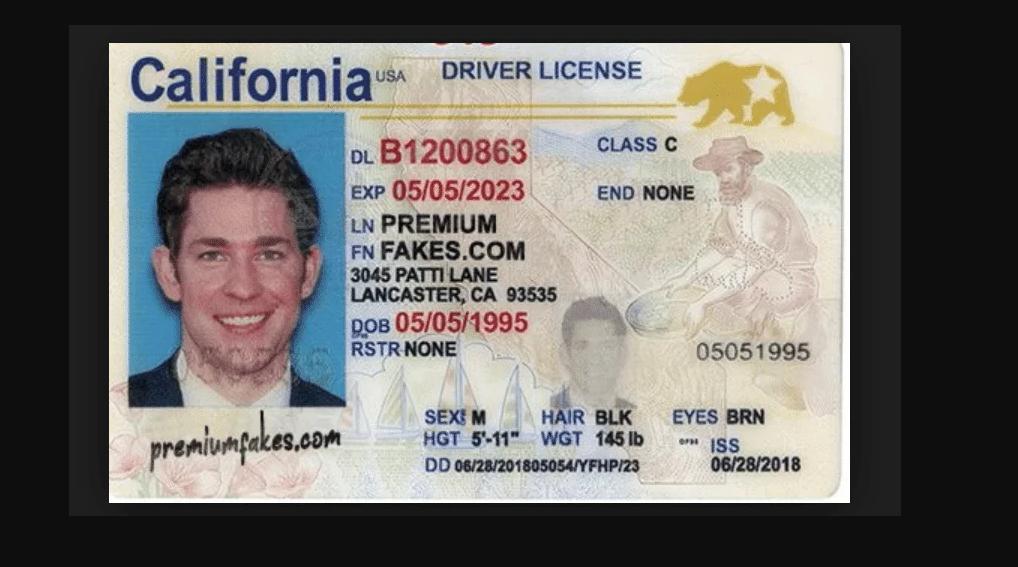 California USA DRIVER LICENSE
DL B1200863 CLASS C
EXP 05/05/2023 END NONE
LN PREMIUM
FN FAKES.COM
3045 PATTI LANE
LANCASTER, CA 93535
DOB 05/05/1995
RSTR NONE
05051995
premiumfakes.com
SEX M HAIR BLK EYES BRN
HGT 5'-11" WGT 145 lb ISS
DD 06/28/201805054/YFHP/23 06/28/2018